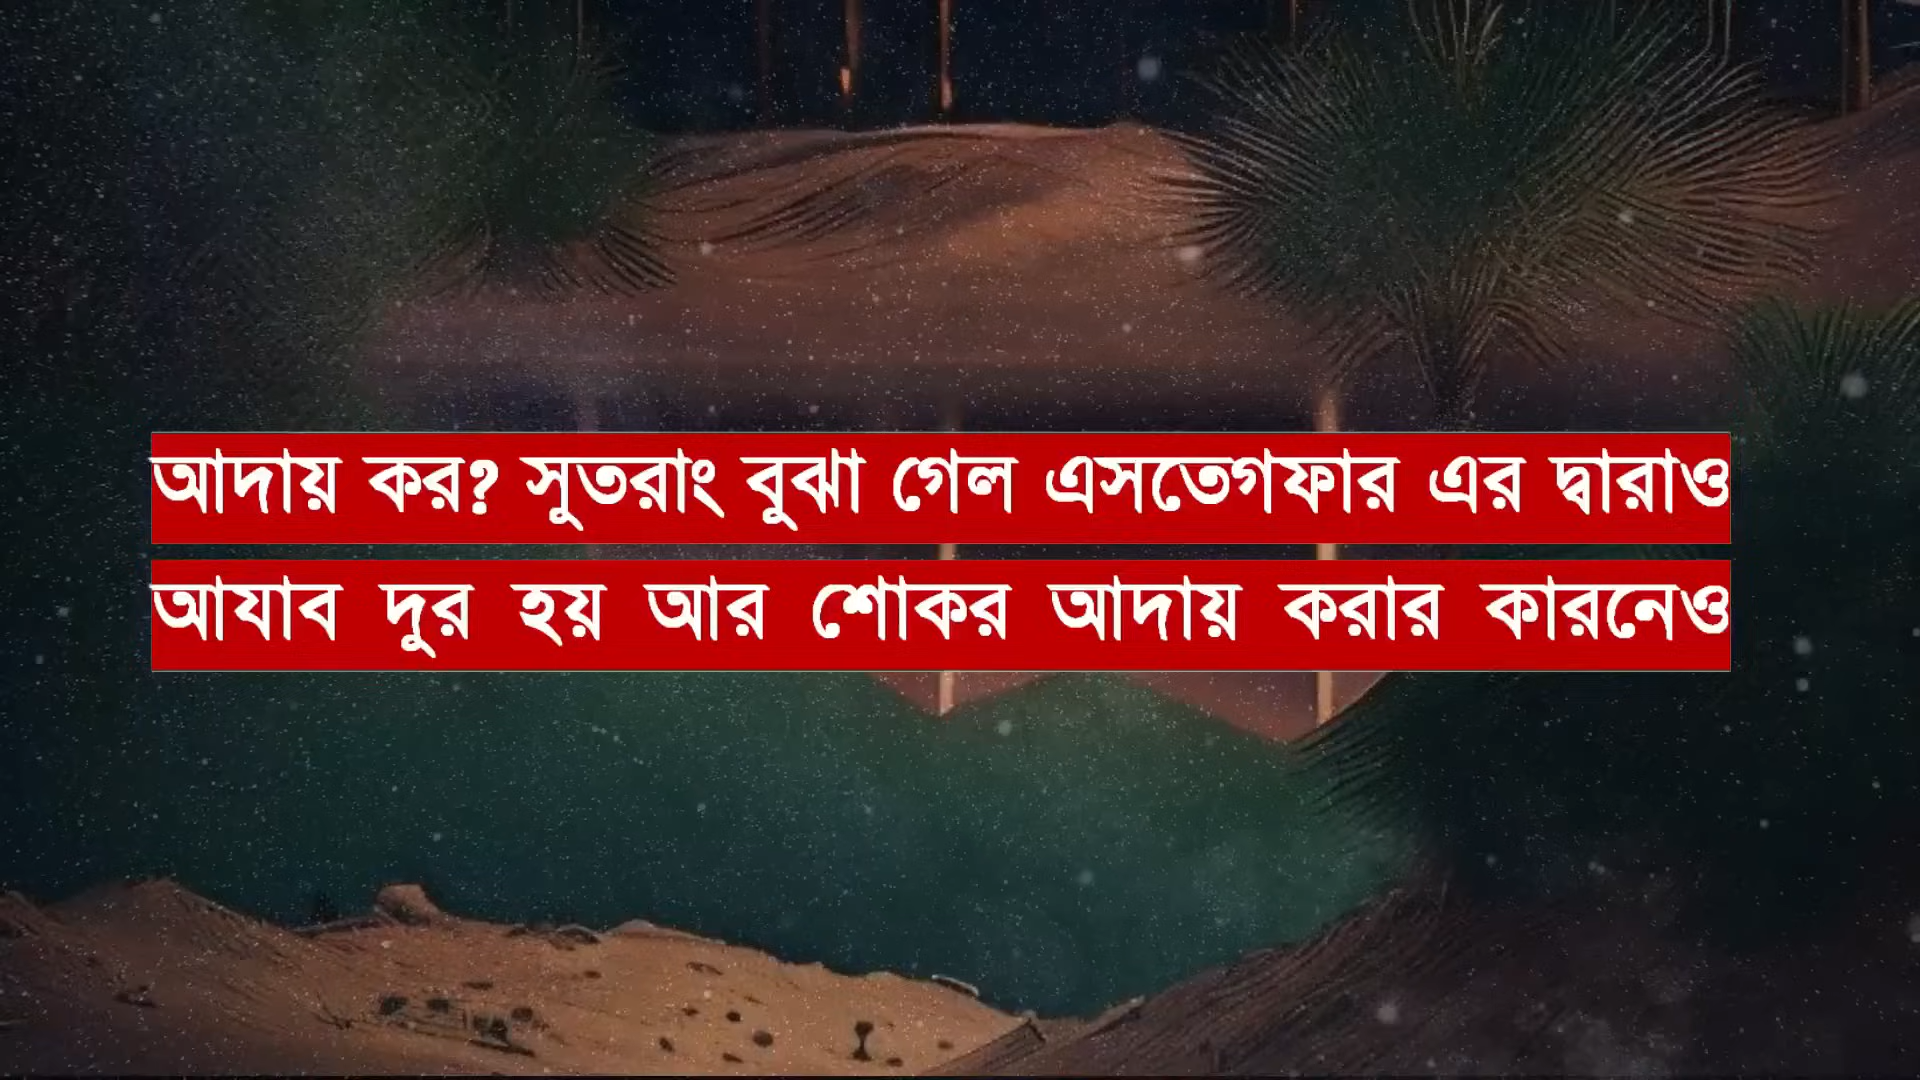 আদায় কর? সুতরাং বুঝা গেল এসতেগফার এর দ্বারাও
আযাব দুর হয় আর শোকর আদায় করার কারনেও